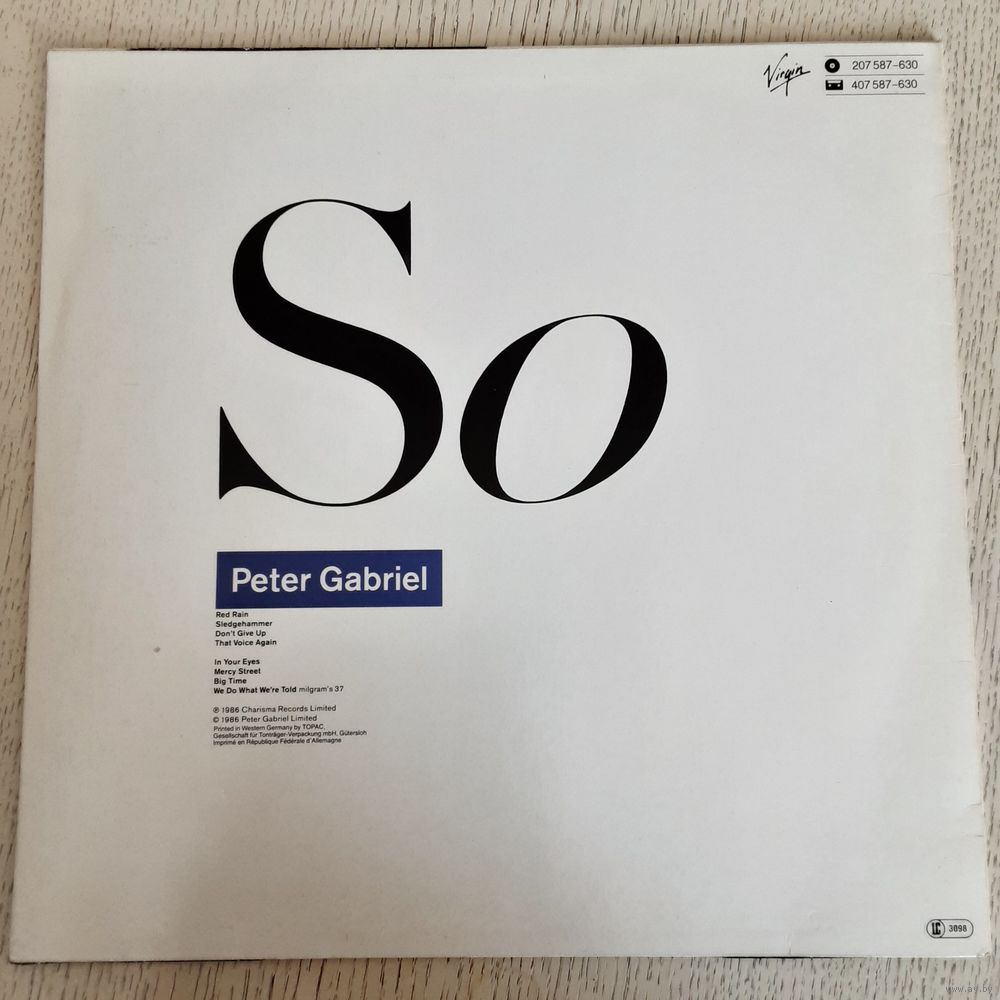 Virgin
207 587-630
407 587-630
So
Peter Gabriel
Red Rain
Sledgehammer
Don't Give Up
That Voice Again
In Your Eyes
Mercy Street
Big Time
We Do What We're Told milgram's 37
℗ 1986 Charisma Records Limited
© 1986 Peter Gabriel Limited
Printed in Western Germany by TOPAC,
Gesellschaft für Tonträger-Verpackung mbH, Gütersloh
Imprimé en République Fédérale d'Allemagne
LC 3098
www.ay.by